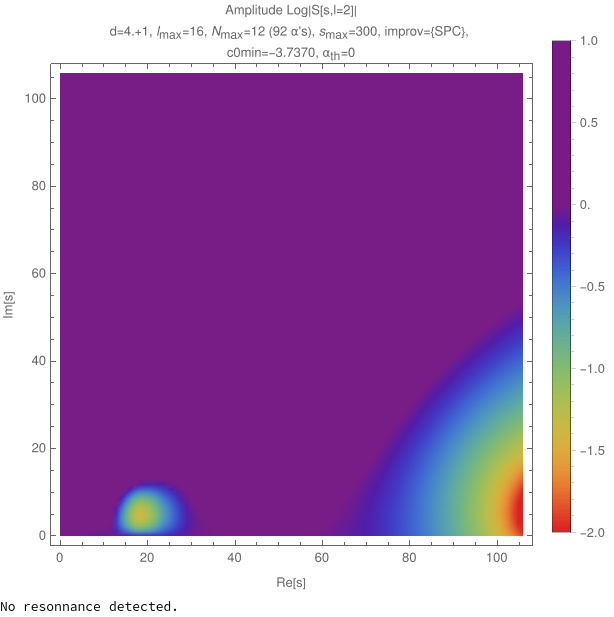 Amplitude Log|S[s,l=2]|
d=4.+1, lmax=16, Nmax=12 (92 α's), smax=300, improv={SPC},
c0min=−3.7370, αth=0
1.0
0.5
0.
−0.5
−1.0
−1.5
−2.0
100
80
60
40
20
0
Im[s]
0 20 40 60 80 100
Re[s]
No resonnance detected.